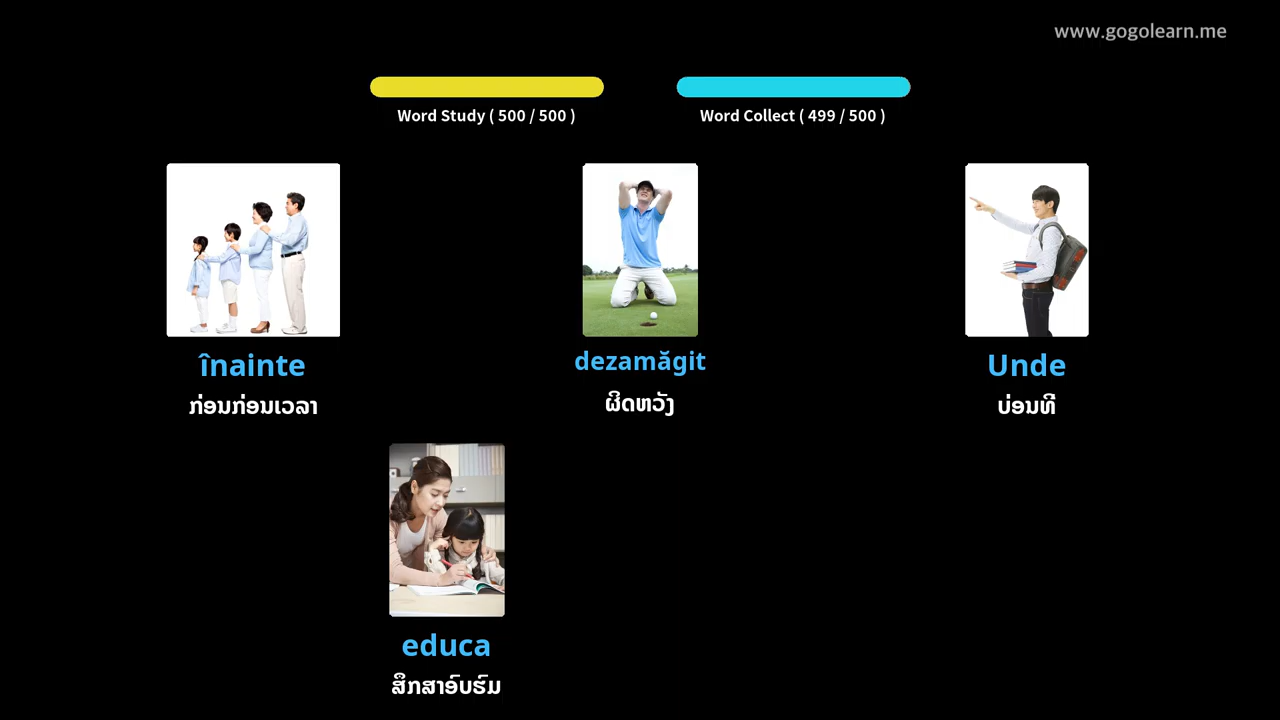 www.gogolearn.me
Word Study ( 500 / 500 )
Word Collect ( 499 / 500 )
înainte
ກ່ອນກ່ອນເວລາ
dezamăgit
ຜິດຫວັງ
Unde
ບ່ອນທີ
educa
ສຶກສາອົບຮົມ